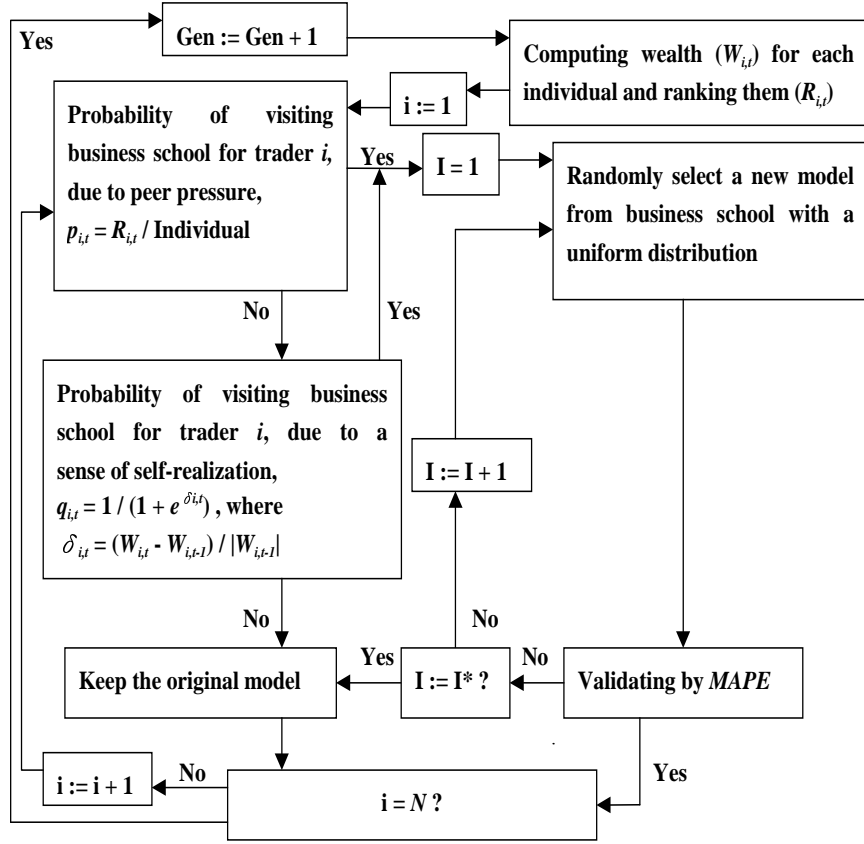 Yes
Gen := Gen + 1
Computing wealth (W_{i,t}) for each
individual and ranking them (R_{i,t})
i := 1
Probability of visiting
business school for trader i,
due to peer pressure,
p_{i,t} = R_{i,t} / Individual
Yes
I = 1
Randomly select a new model
from business school with a
uniform distribution
No
Yes
Probability of visiting business
school for trader i, due to a
sense of self-realization,
q_{i,t} = 1 / (1 + e^{δ_{i,t}}) , where
δ_{i,t} = (W_{i,t} - W_{i,t-1}) / |W_{i,t-1}|
I := I + 1
No
No
Keep the original model
Yes
I := I* ?
No
Validating by MAPE
i := i + 1
No
i = N ?
Yes